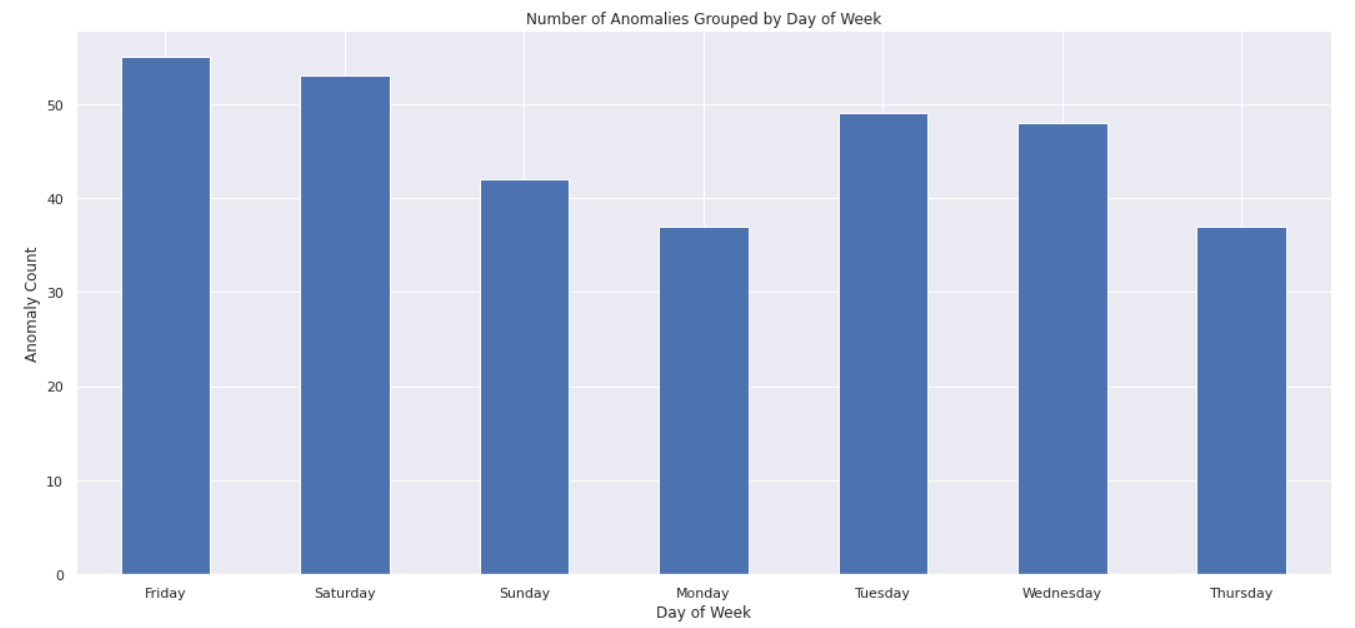 Number of Anomalies Grouped by Day of Week
Anomaly Count
50
40
30
20
10
0
Friday Saturday Sunday Monday Tuesday Wednesday Thursday
Day of Week